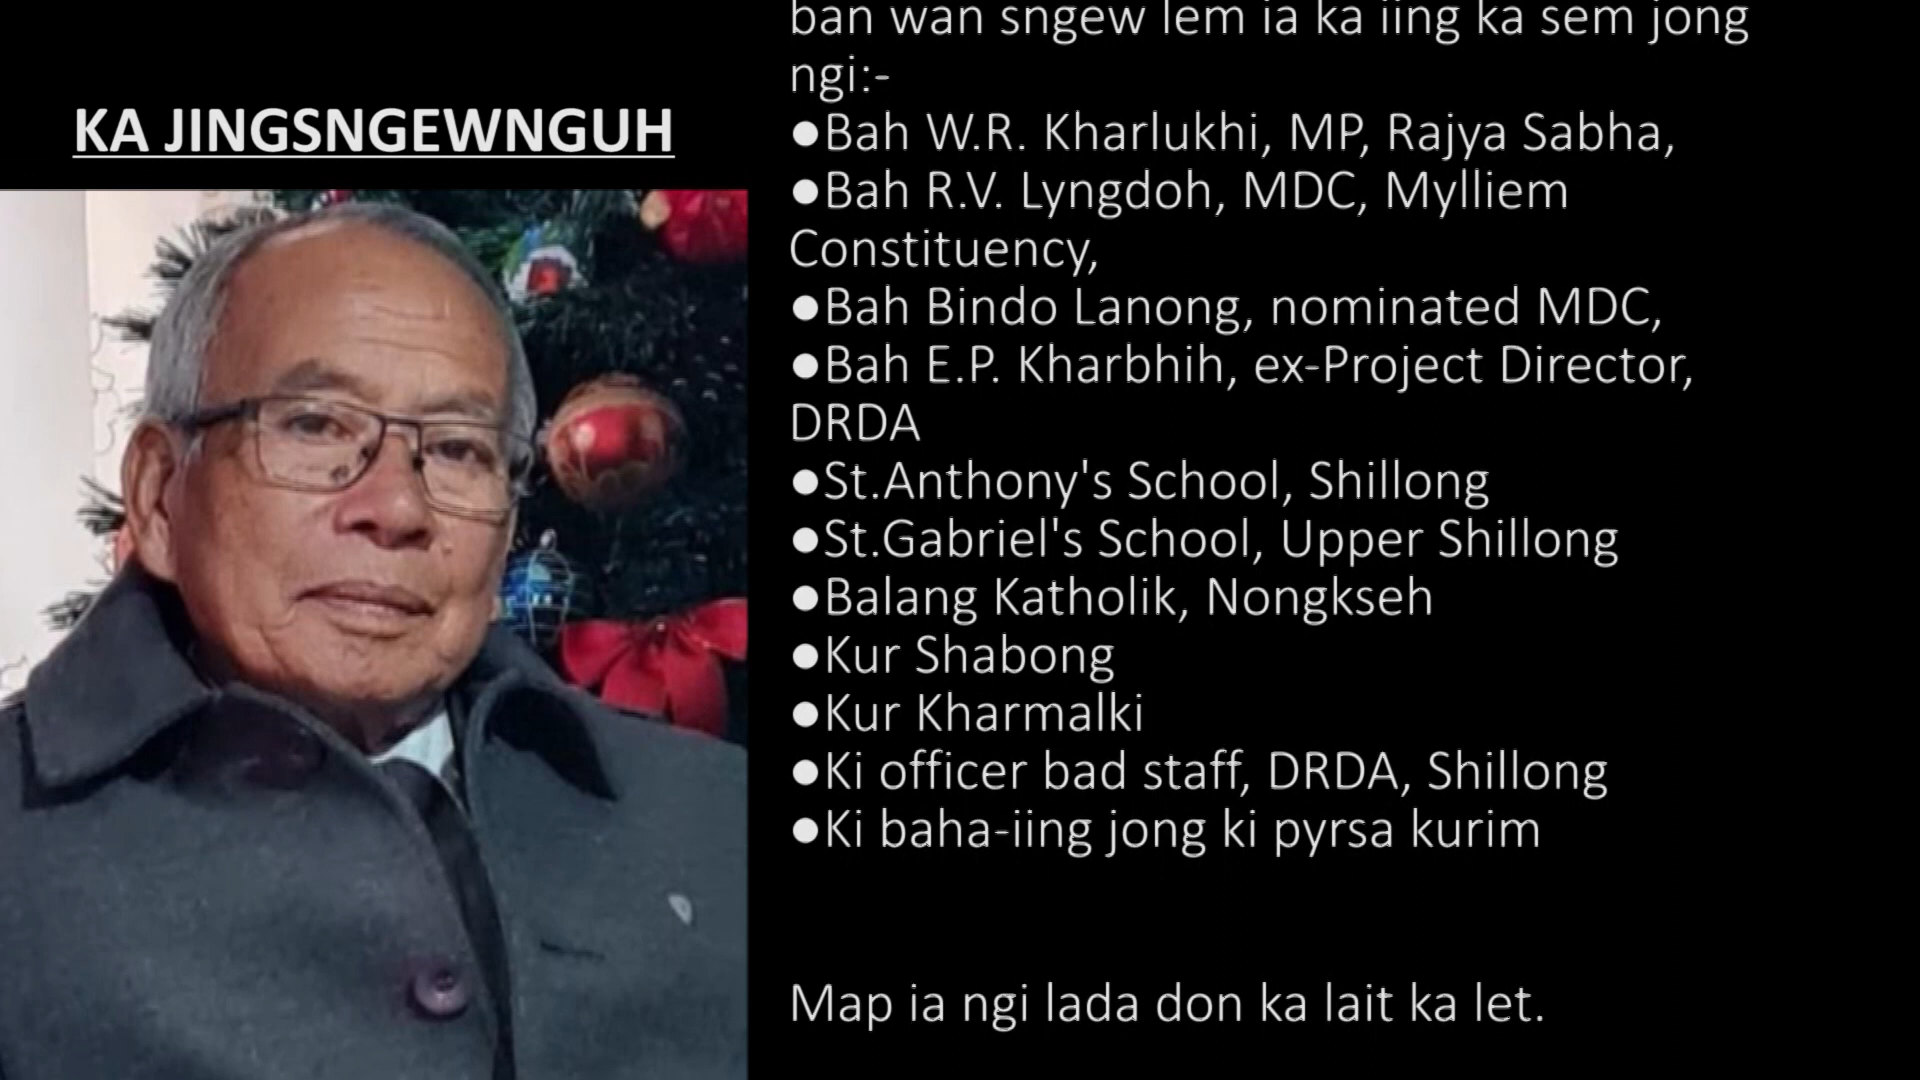 KA JINGSNGEWNGUH
ban wan sngew lem ia ka iing ka sem jong
ngi:-
●Bah W.R. Kharlukhi, MP, Rajya Sabha,
●Bah R.V. Lyngdoh, MDC, Mylliem
Constituency,
●Bah Bindo Lanong, nominated MDC,
●Bah E.P. Kharbhih, ex-Project Director,
DRDA
●St.Anthony's School, Shillong
●St.Gabriel's School, Upper Shillong
●Balang Katholik, Nongkseh
●Kur Shabong
●Kur Kharmalki
●Ki officer bad staff, DRDA, Shillong
●Ki baha-iing jong ki pyrsa kurim
Map ia ngi lada don ka lait ka let.